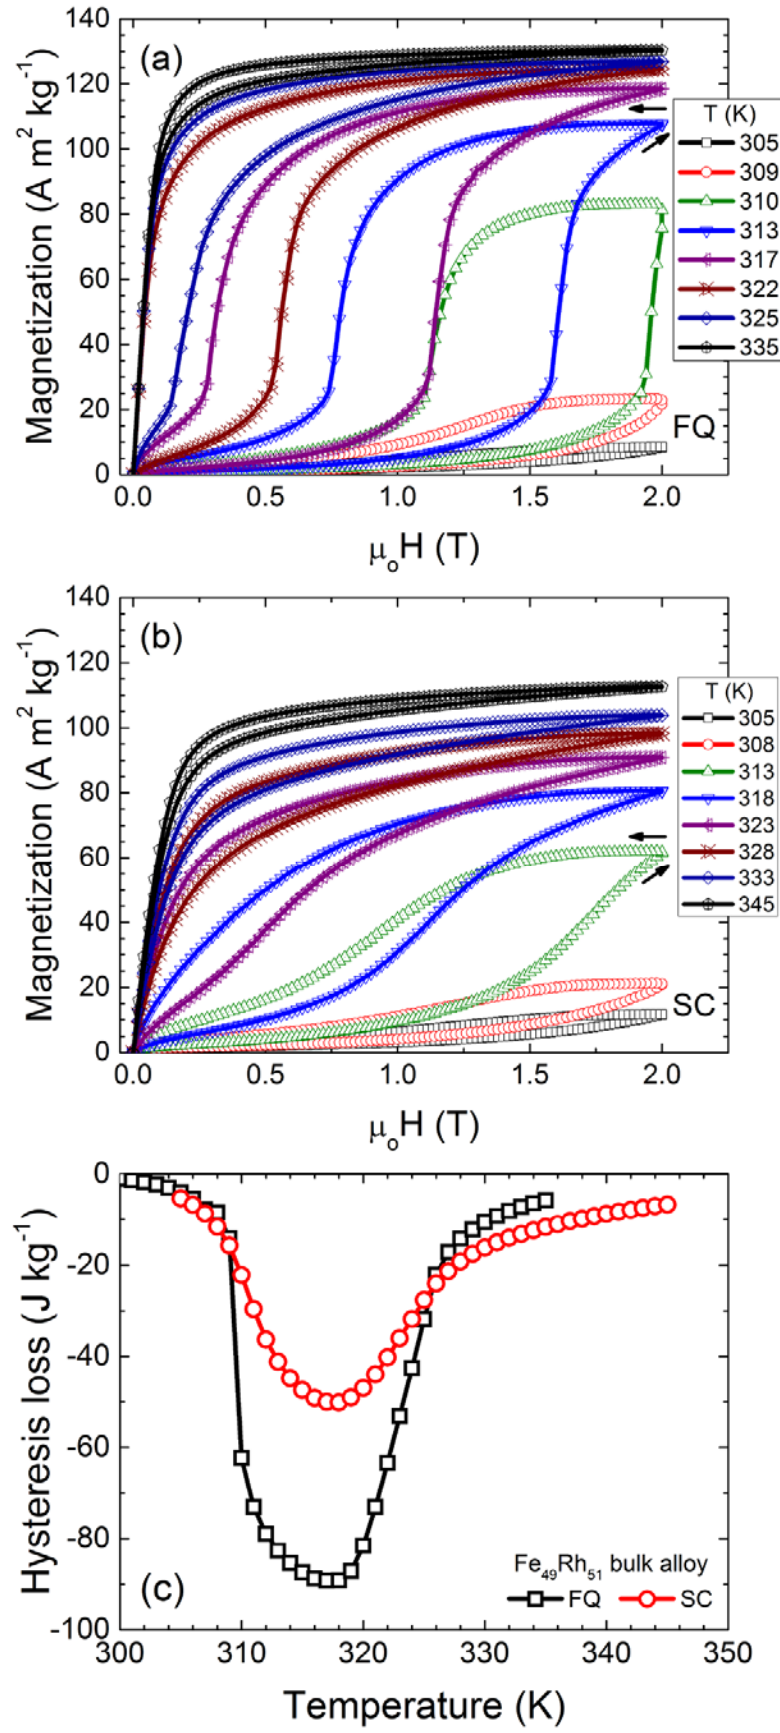 (a)
Magnetization (A m² kg⁻¹)
140
120
100
80
60
40
20
0
T (K)
305
309
310
313
317
322
325
335
FQ
0.0 0.5 1.0 1.5 2.0
μₒH (T)
(b)
Magnetization (A m² kg⁻¹)
140
120
100
80
60
40
20
0
T (K)
305
308
313
318
323
328
333
345
SC
0.0 0.5 1.0 1.5 2.0
μₒH (T)
Hysteresis loss (J kg⁻¹)
0
-20
-40
-60
-80
-100
(c)
Fe₄₉Rh₅₁ bulk alloy
FQ SC
300 310 320 330 340 350
Temperature (K)